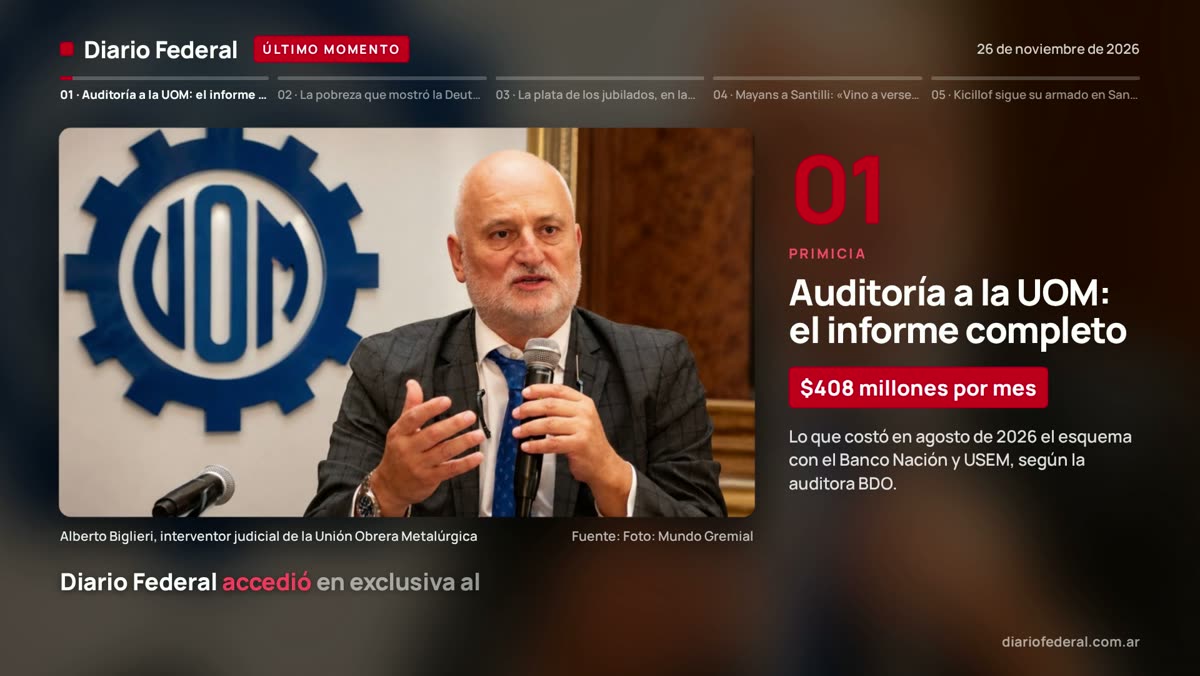 Diario Federal
ÚLTIMO MOMENTO
26 de noviembre de 2026
01 · Auditoría a la UOM: el informe ...
02 · La pobreza que mostró la Deut...
03 · La plata de los jubilados, en la...
04 · Mayans a Santilli: «Vino a verse...
05 · Kicillof sigue su armado en San...
UOM
01
PRIMICIA
Auditoría a la UOM:
el informe completo
$408 millones por mes
Lo que costó en agosto de 2026 el esquema
con el Banco Nación y USEM, según la
auditora BDO.
Alberto Biglieri, interventor judicial de la Unión Obrera Metalúrgica
Fuente: Foto: Mundo Gremial
Diario Federal accedió en exclusiva al
diariofederal.com.ar